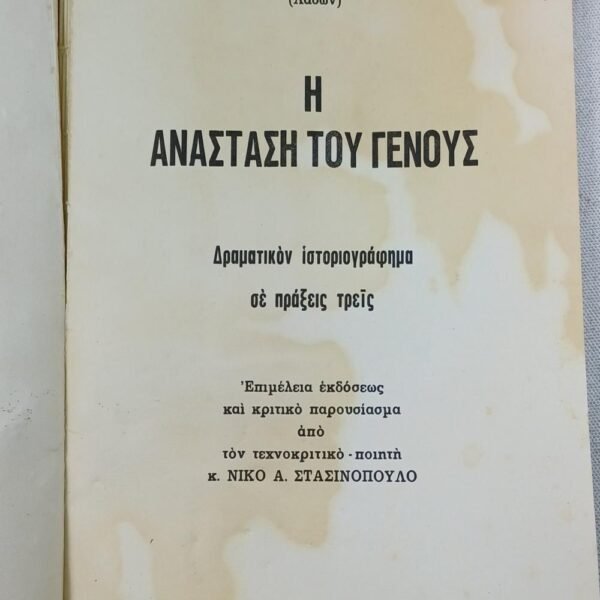 Η
ΑΝΑΣΤΑΣΗ ΤΟΥ ΓΕΝΟΥΣ
Δραματικὸν ἱστοριογράφημα
σὲ πράξεις τρεῖς
Ἐπιμέλεια ἐκδόσεως
καὶ κριτικὸ παρουσίασμα
ἀπὸ
τὸν τεχνοκριτικὸ - ποιητὴ
κ. ΝΙΚΟ Α. ΣΤΑΣΙΝΟΠΟΥΛΟ